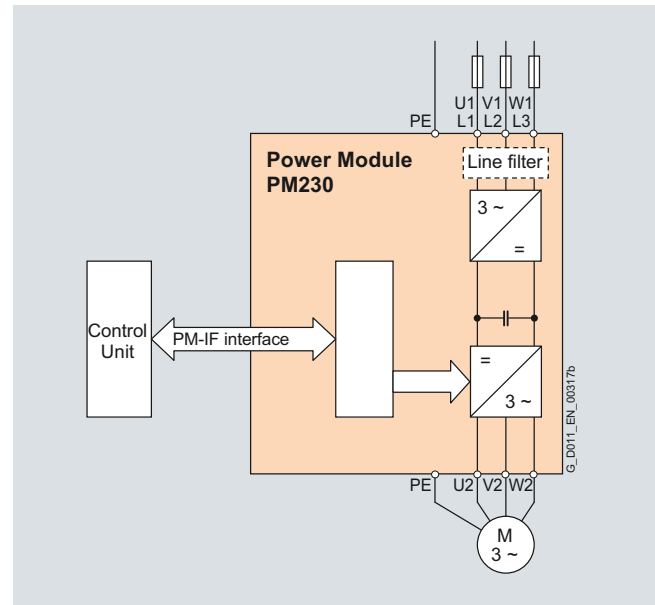 U1 V1 W1
PE L1 L2 L3
Power Module
PM230
Line filter
3 ~
=
Control
Unit
PM-IF interface
=
3 ~
G_D011_EN_00317b
PE U2 V2 W2
M
3 ~